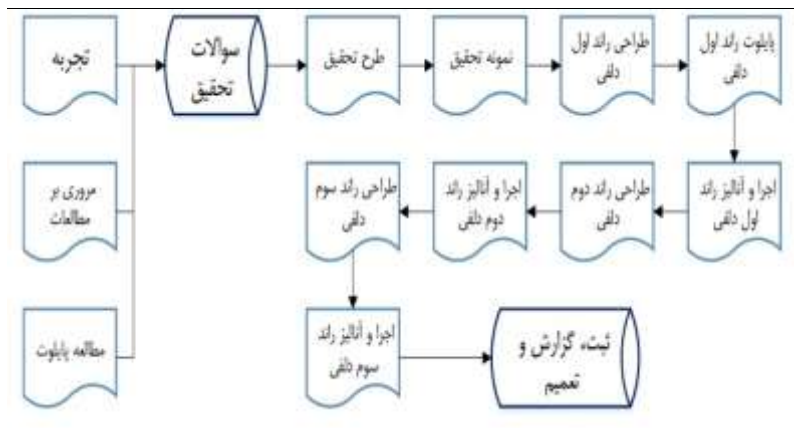 تجربه
سوالات
تحقیق
طرح تحقیق
نمونه تحقیق
طراحی راند اول
دلفی
پایلوت راند اول
دلفی
مروری بر
مطالعات
اجرا و آنالیز راند
اول دلفی
طراحی راند دوم
دلفی
اجرا و آنالیز راند
دوم دلفی
طراحی راند سوم
دلفی
مطالعه پایلوت
اجرا و آنالیز راند
سوم دلفی
ثبت، گزارش و
تعمیم